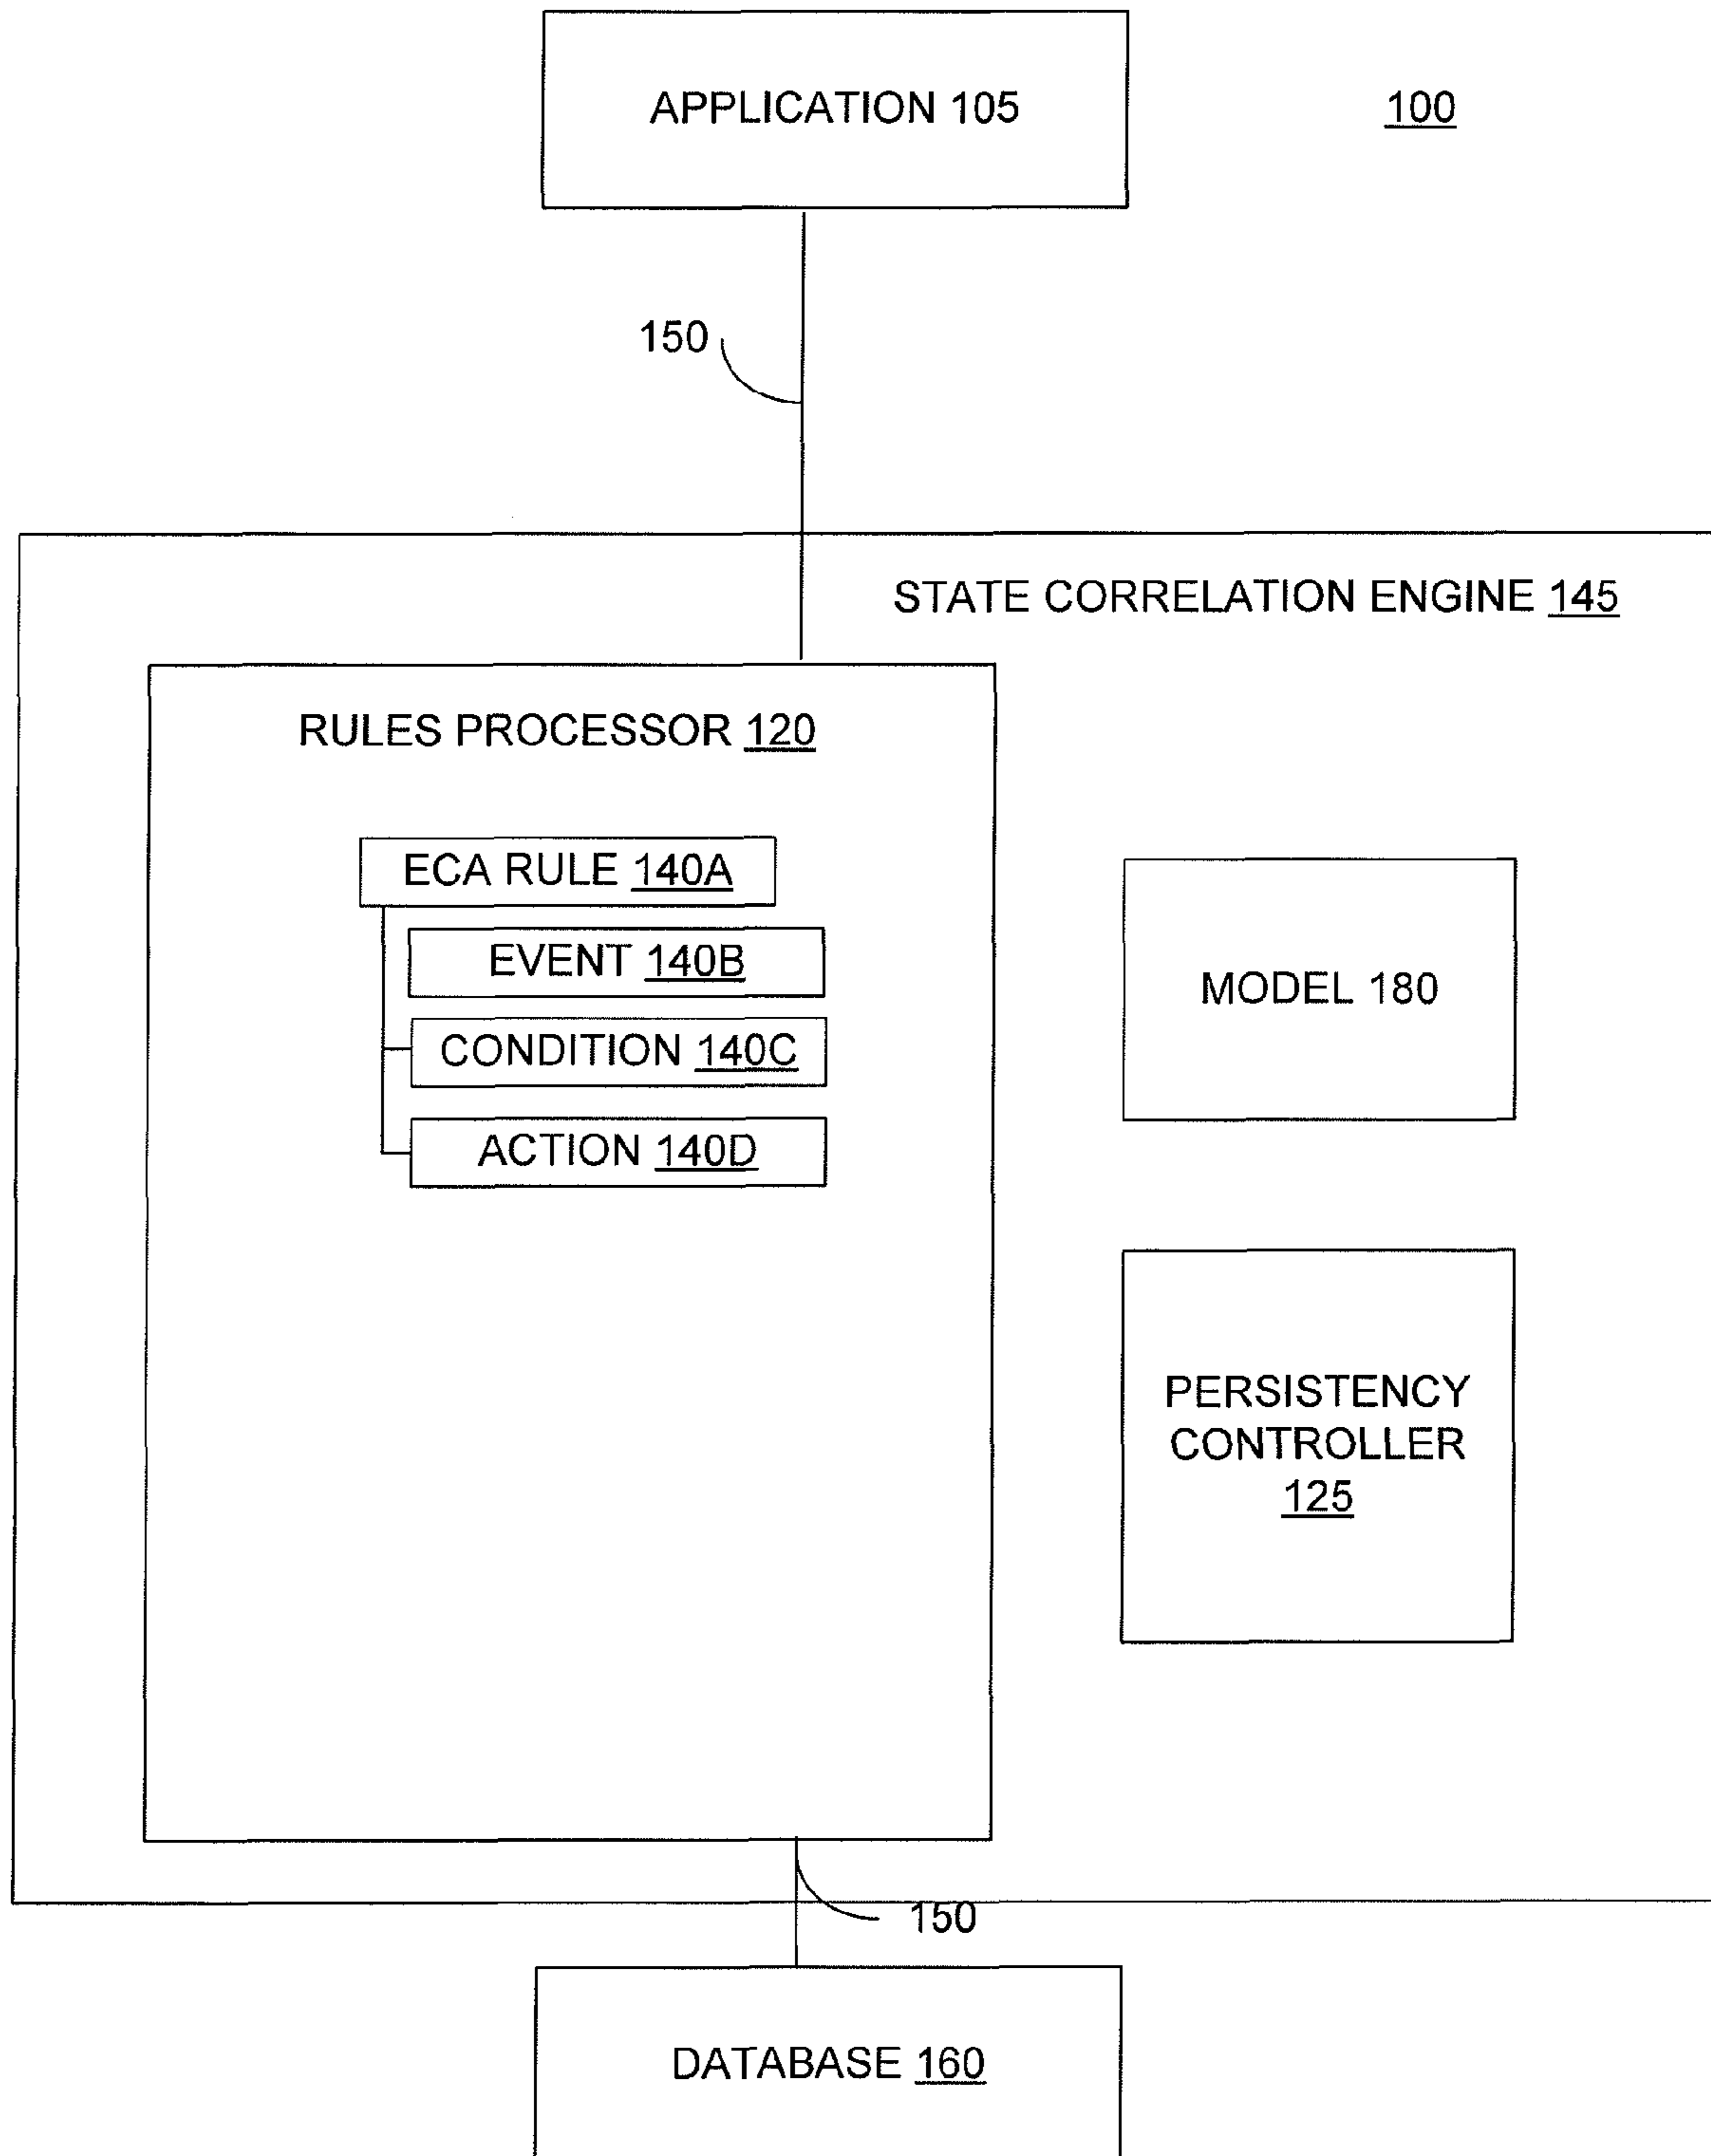 APPLICATION 105
100
150
STATE CORRELATION ENGINE 145
RULES PROCESSOR 120
ECA RULE 140A
EVENT 140B
CONDITION 140C
ACTION 140D
MODEL 180
PERSISTENCY
CONTROLLER
125
150
DATABASE 160